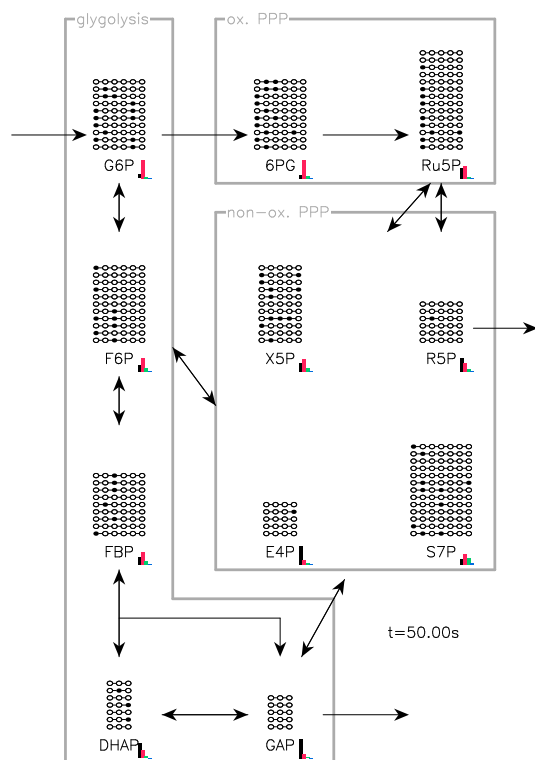 glygolysis
ox. PPP
G6P
6PG
Ru5P
non-ox. PPP
F6P
X5P
R5P
FBP
E4P
S7P
t=50.00s
DHAP
GAP